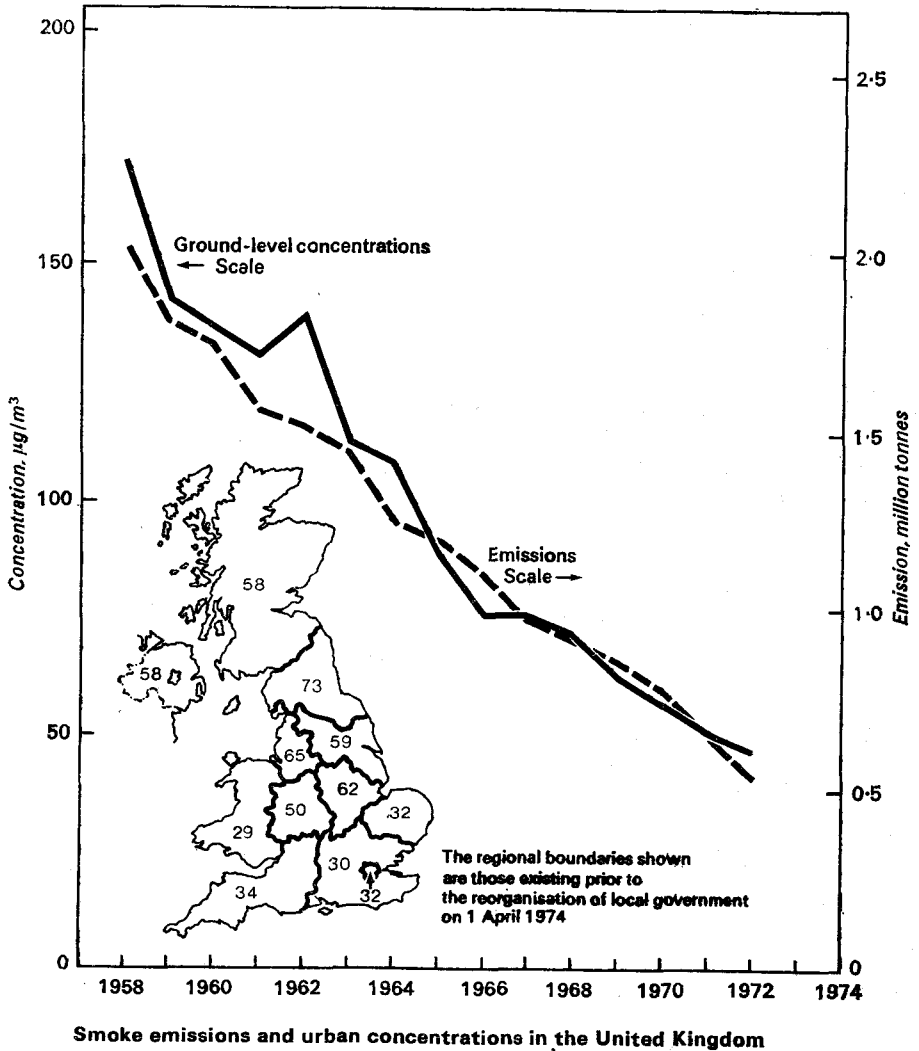 200
150
100
50
0
Concentration, µg/m³
2·5
2·0
1·5
1·0
0·5
0
Emission, million tonnes
Ground-level concentrations
← Scale
Emissions
Scale →
58
58
73
65
59
62
50
32
29
30
34
32
The regional boundaries shown
are those existing prior to
the reorganisation of local government
on 1 April 1974
1958 1960 1962 1964 1966 1968 1970 1972 1974
Smoke emissions and urban concentrations in the United Kingdom